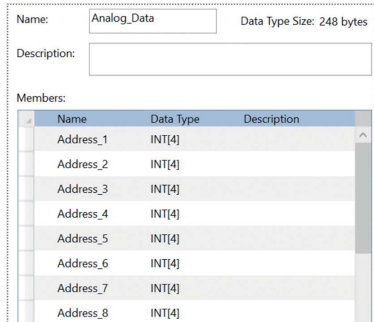 Name: Analog_Data Data Type Size: 248 bytes
Description:
Members:
Name Data Type Description
Address_1 INT[4]
Address_2 INT[4]
Address_3 INT[4]
Address_4 INT[4]
Address_5 INT[4]
Address_6 INT[4]
Address_7 INT[4]
Address_8 INT[4]